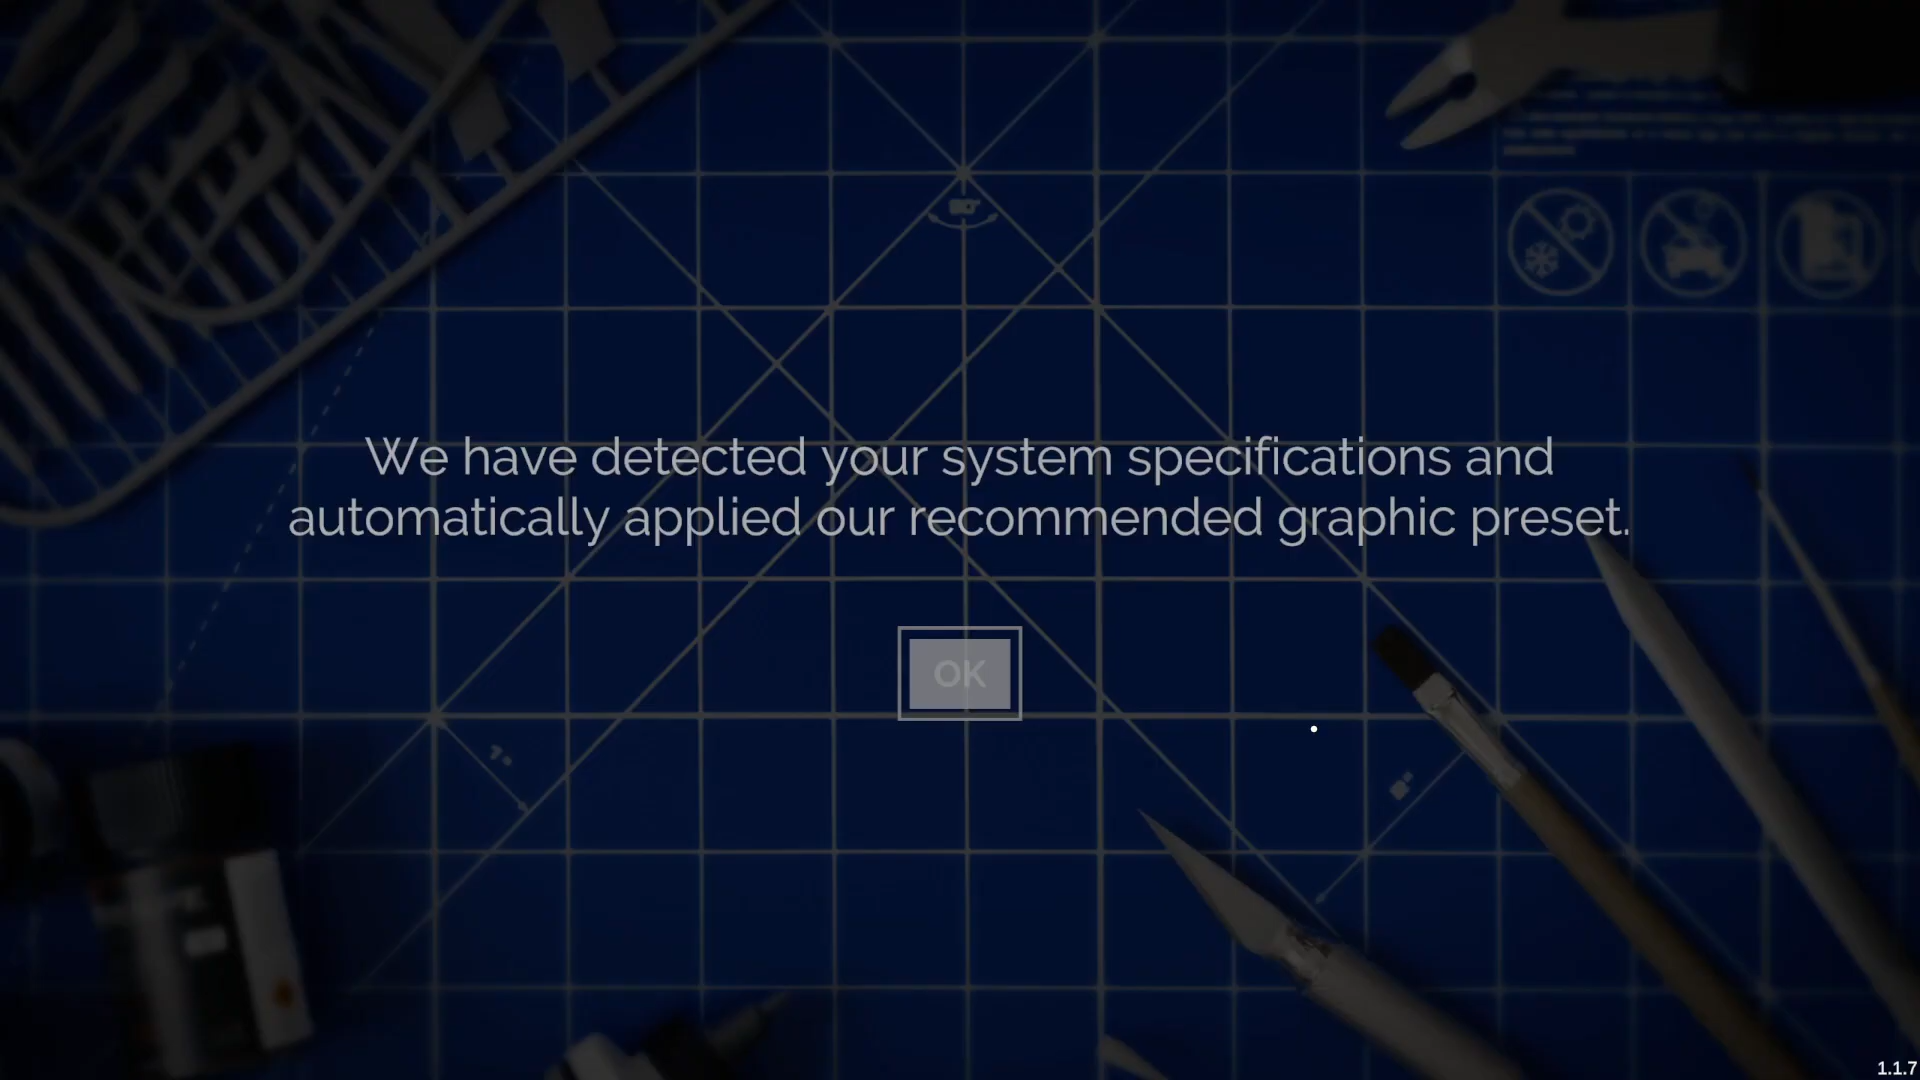 We have detected your system specifications and
automatically applied our recommended graphic preset.
OK
1.1.7